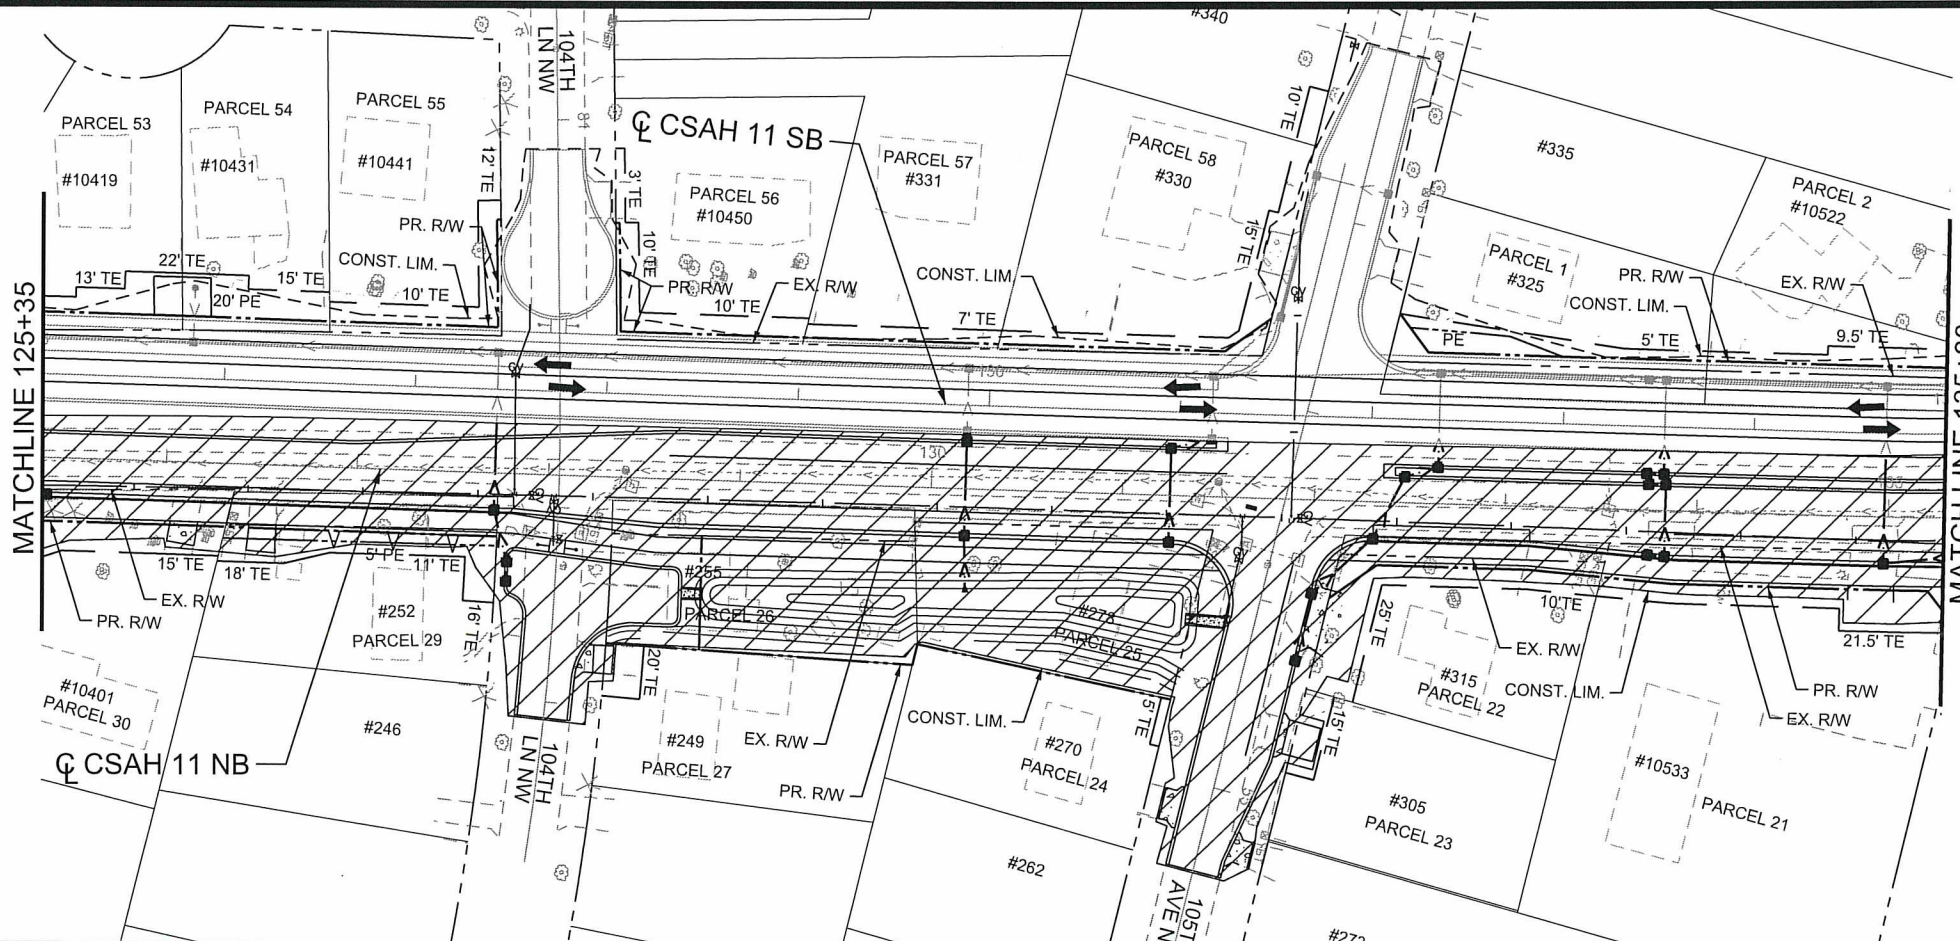 #340
104TH
LN NW
PARCEL 53
#10419
PARCEL 54
#10431
PARCEL 55
#10441
12' TE
3' TE
10' TE
℄ CSAH 11 SB
PARCEL 56
#10450
PARCEL 57
#331
PARCEL 58
#330
10' TE
15' TE
#335
PARCEL 2
#10522
PARCEL 1
#325
PR. R/W
CONST. LIM.
13' TE
22' TE
20' PE
15' TE
10' TE
PR. R/W
10' TE
EX. R/W
CONST. LIM.
7' TE
PE
CONST. LIM.
PR. R/W
5' TE
EX. R/W
9.5' TE
MATCHLINE 125+35
150
130
15' TE
18' TE
5' PE
11' TE
EX. R/W
PR. R/W
#252
PARCEL 29
16' TE
#255
PARCEL 26
#278
PARCEL 25
20' TE
#10401
PARCEL 30
#246
℄ CSAH 11 NB
104TH
LN NW
#249
PARCEL 27
EX. R/W
PR. R/W
CONST. LIM.
#270
PARCEL 24
5' TE
#262
25' TE
15' TE
#315
PARCEL 22
EX. R/W
10'TE
CONST. LIM.
PR. R/W
EX. R/W
21.5' TE
#10533
PARCEL 21
#305
PARCEL 23